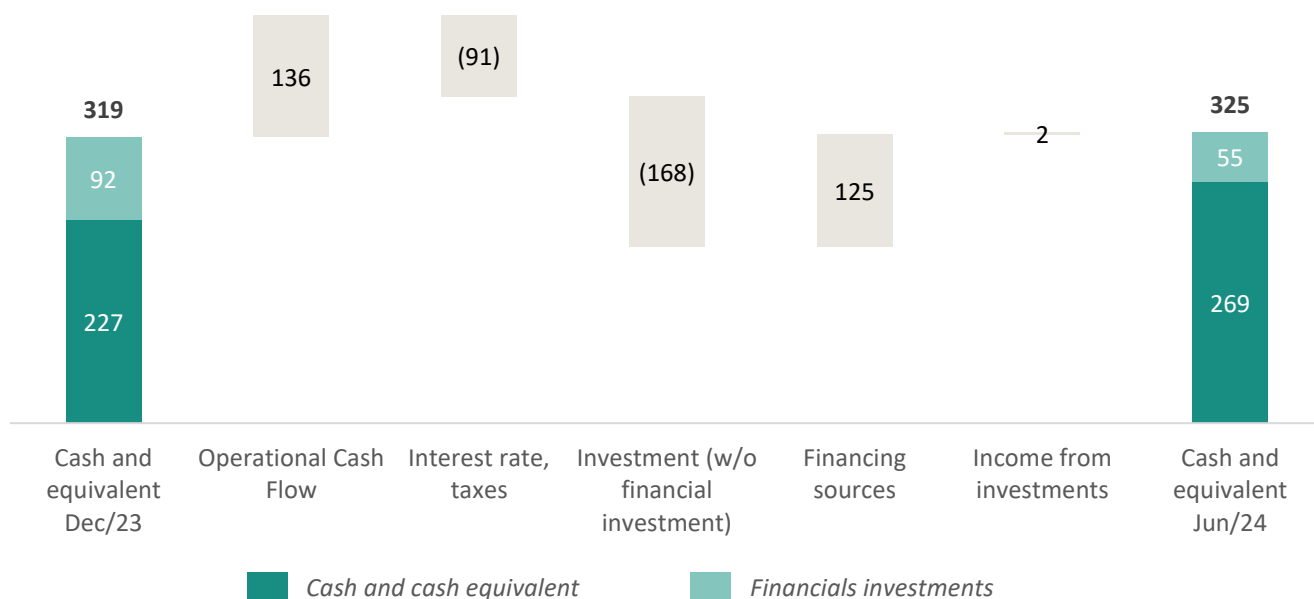 319
92
227
136
(91)
(168)
125
2
325
55
269
Cash and
equivalent
Dec/23
Operational Cash
Flow
Interest rate,
taxes
Investment (w/o
financial
investment)
Financing
sources
Income from
investments
Cash and
equivalent
Jun/24
Cash and cash equivalent
Financials investments